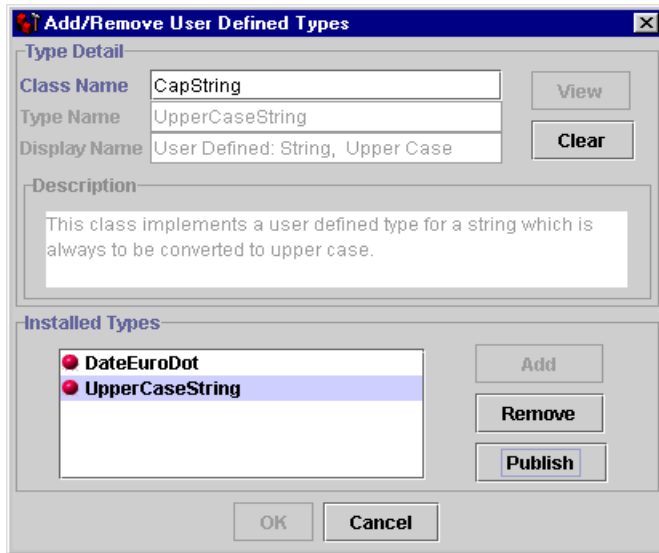 Add/Remove User Defined Types
Type Detail
Class Name CapString View
Type Name UpperCaseString
Display Name User Defined: String, Upper Case Clear
Description
This class implements a user defined type for a string which is
always to be converted to upper case.
Installed Types
DateEuroDot Add
UpperCaseString
Remove
Publish
OK Cancel